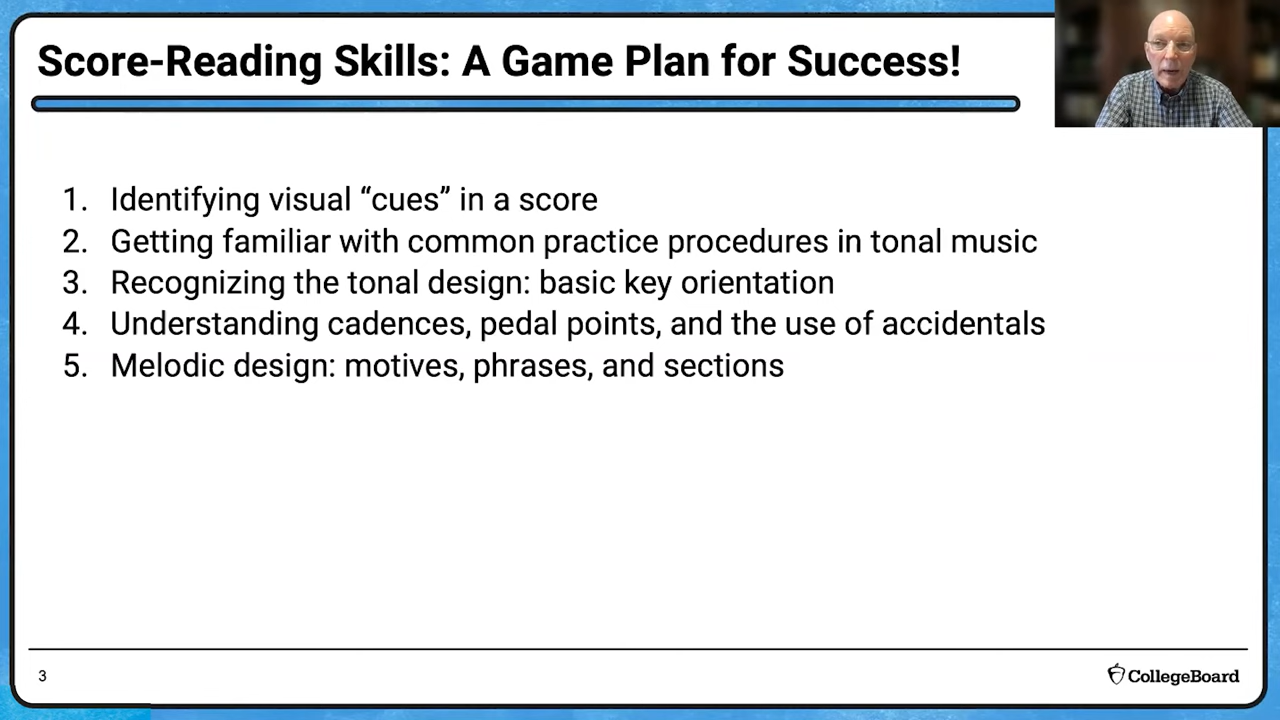 Score-Reading Skills: A Game Plan for Success!
1. Identifying visual “cues” in a score
2. Getting familiar with common practice procedures in tonal music
3. Recognizing the tonal design: basic key orientation
4. Understanding cadences, pedal points, and the use of accidentals
5. Melodic design: motives, phrases, and sections
3
CollegeBoard